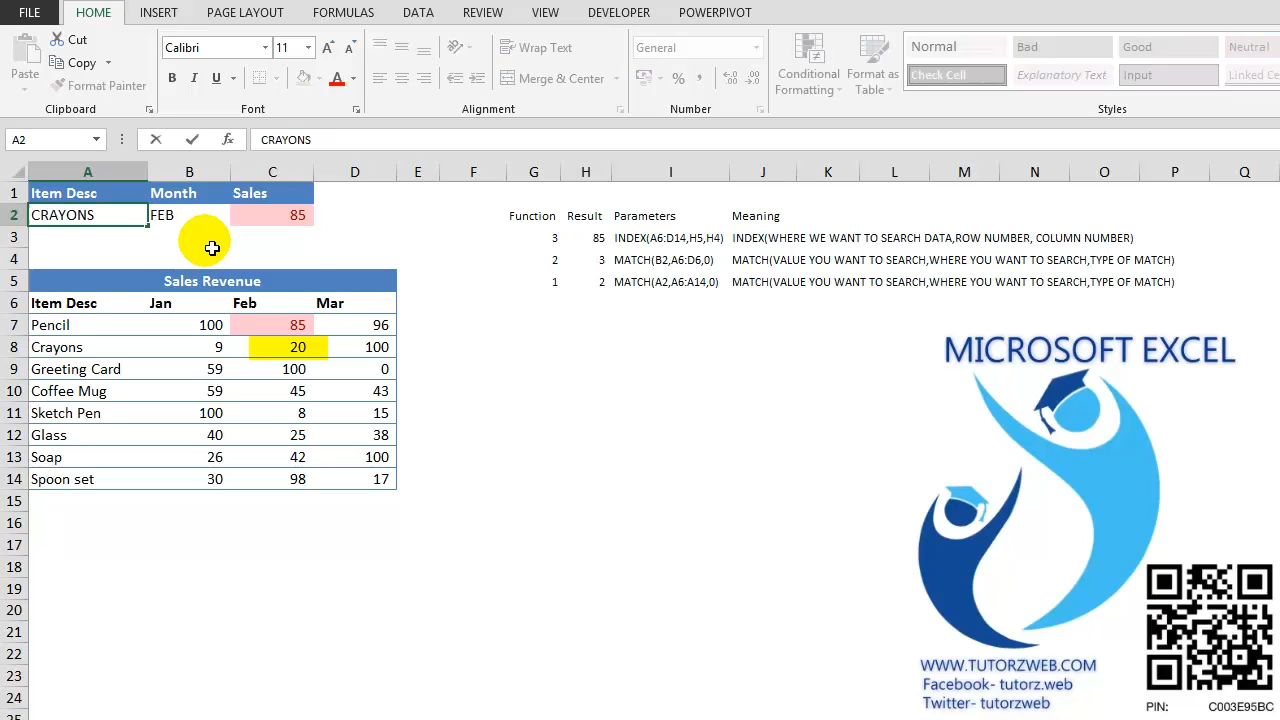 FILE HOME INSERT PAGE LAYOUT FORMULAS DATA REVIEW VIEW DEVELOPER POWERPIVOT
Paste
Cut
Copy
Format Painter
Clipboard
Calibri 11
B I U A
Font
Wrap Text
Merge & Center
Alignment
General
%
Number
Conditional Formatting
Format as Table
Normal Bad Good Neutral
Check Cell Explanatory Text Input Linked Ce
Styles
A2 fx CRAYONS
A B C D E F G H I J K L M N O P Q
1 Item Desc Month Sales
2 CRAYONS FEB 85 Function Result Parameters Meaning
3 3 85 INDEX(A6:D14,H5,H4) INDEX(WHERE WE WANT TO SEARCH DATA,ROW NUMBER, COLUMN NUMBER)
4 2 3 MATCH(B2,A6:D6,0) MATCH(VALUE YOU WANT TO SEARCH,WHERE YOU WANT TO SEARCH,TYPE OF MATCH)
5 Sales Revenue 1 2 MATCH(A2,A6:A14,0) MATCH(VALUE YOU WANT TO SEARCH,WHERE YOU WANT TO SEARCH,TYPE OF MATCH)
6 Item Desc Jan Feb Mar
7 Pencil 100 85 96
8 Crayons 9 20 100
9 Greeting Card 59 100 0
10 Coffee Mug 59 45 43
11 Sketch Pen 100 8 15
12 Glass 40 25 38
13 Soap 26 42 100
14 Spoon set 30 98 17
15
16
17
18
19
20
21
22
23
24
MICROSOFT EXCEL
WWW.TUTORZWEB.COM
Facebook- tutorz.web
Twitter- tutorzweb
PIN: C003E95BC